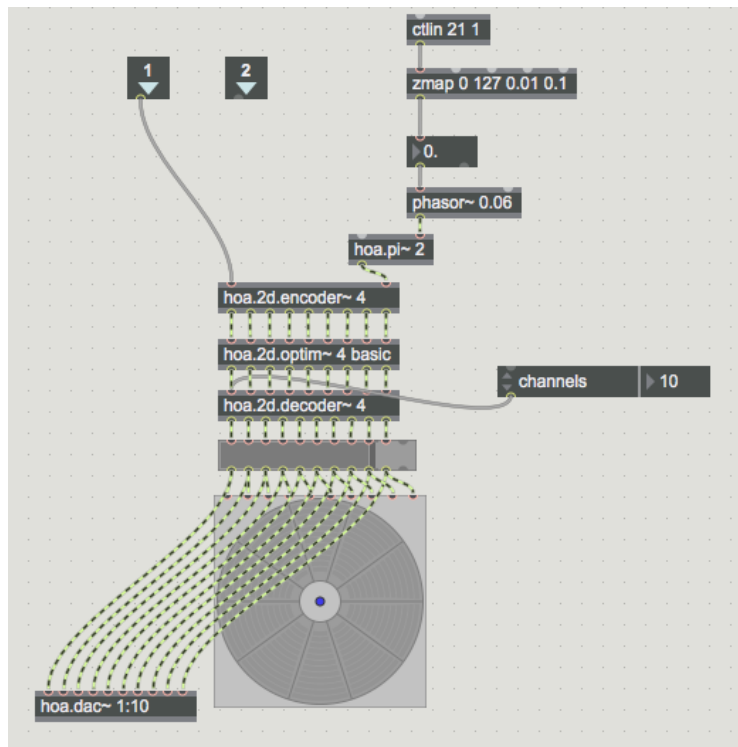 ctlin 21 1
1
2
zmap 0 127 0.01 0.1
0.
phasor~ 0.06
hoa.pi~ 2
hoa.2d.encoder~ 4
hoa.2d.optim~ 4 basic
channels 10
hoa.2d.decoder~ 4
hoa.dac~ 1:10